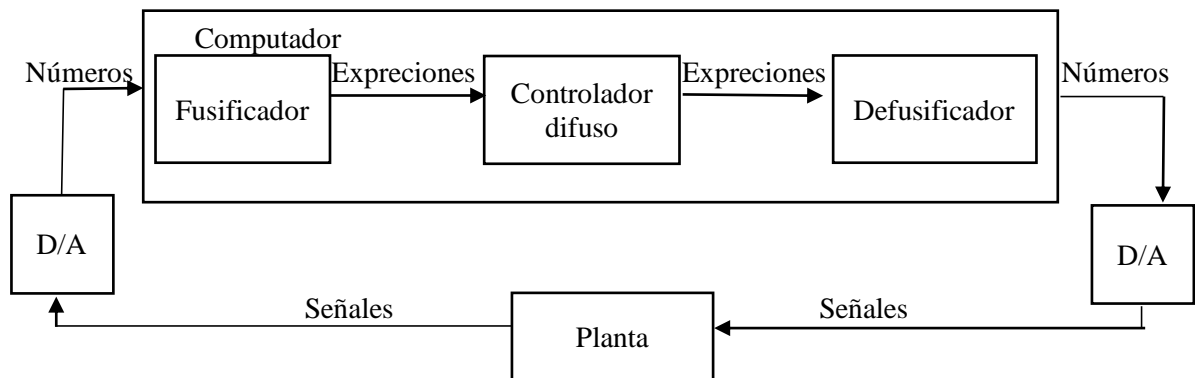 Computador
Números
Expreciones
Expreciones
Números
Fusificador
Controlador
difuso
Defusificador
D/A
D/A
Señales
Señales
Planta